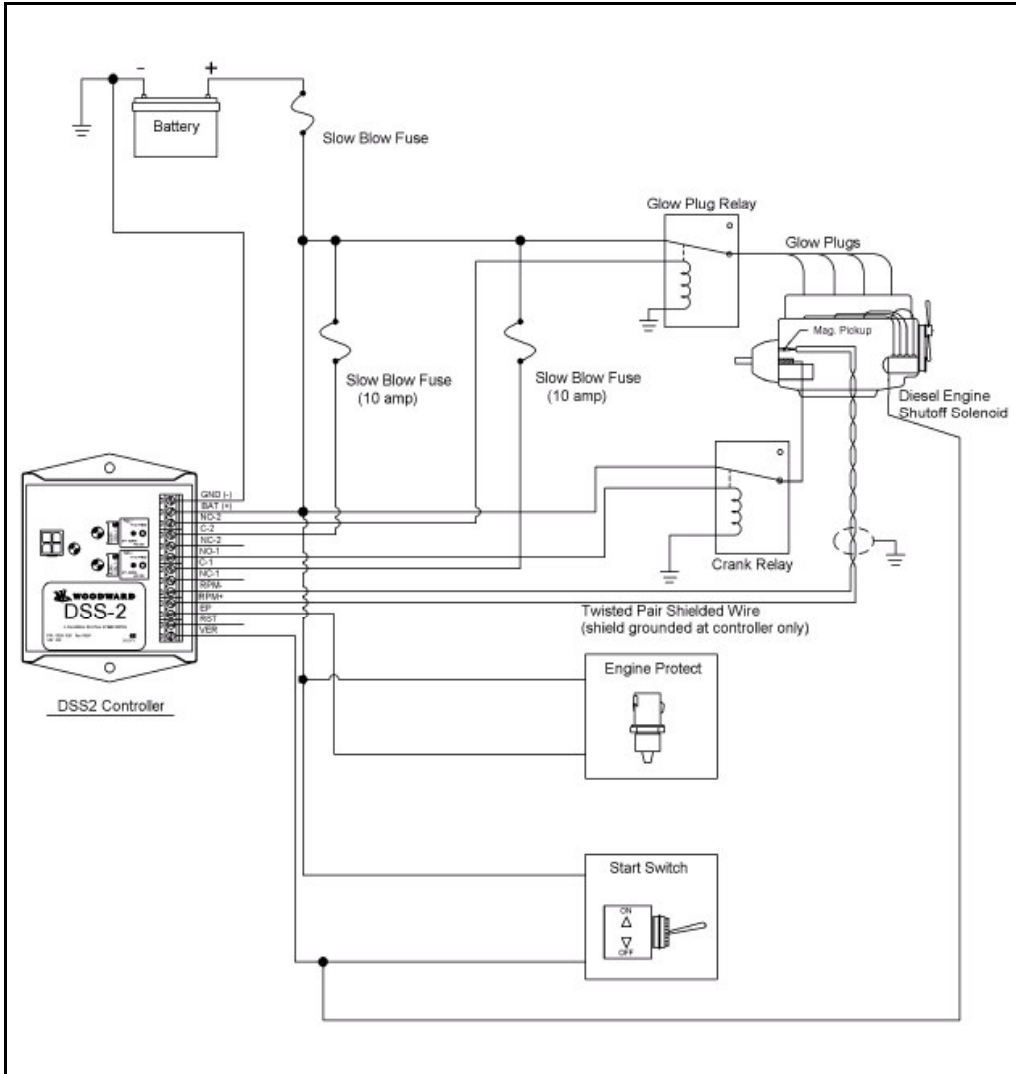 - +
Battery
Slow Blow Fuse
Glow Plug Relay
Glow Plugs
Mag. Pickup
Slow Blow Fuse
(10 amp)
Slow Blow Fuse
(10 amp)
Diesel Engine
Shutoff Solenoid
Crank Relay
GND (-)
BAT (+)
NO-2
C-2
NC-2
NO-1
C-1
NC-1
RPM-
RPM+
EP
RST
VER
WOODWARD
DSS-2
DSS2 Controller
Twisted Pair Shielded Wire
(shield grounded at controller only)
Engine Protect
Start Switch
ON
OFF